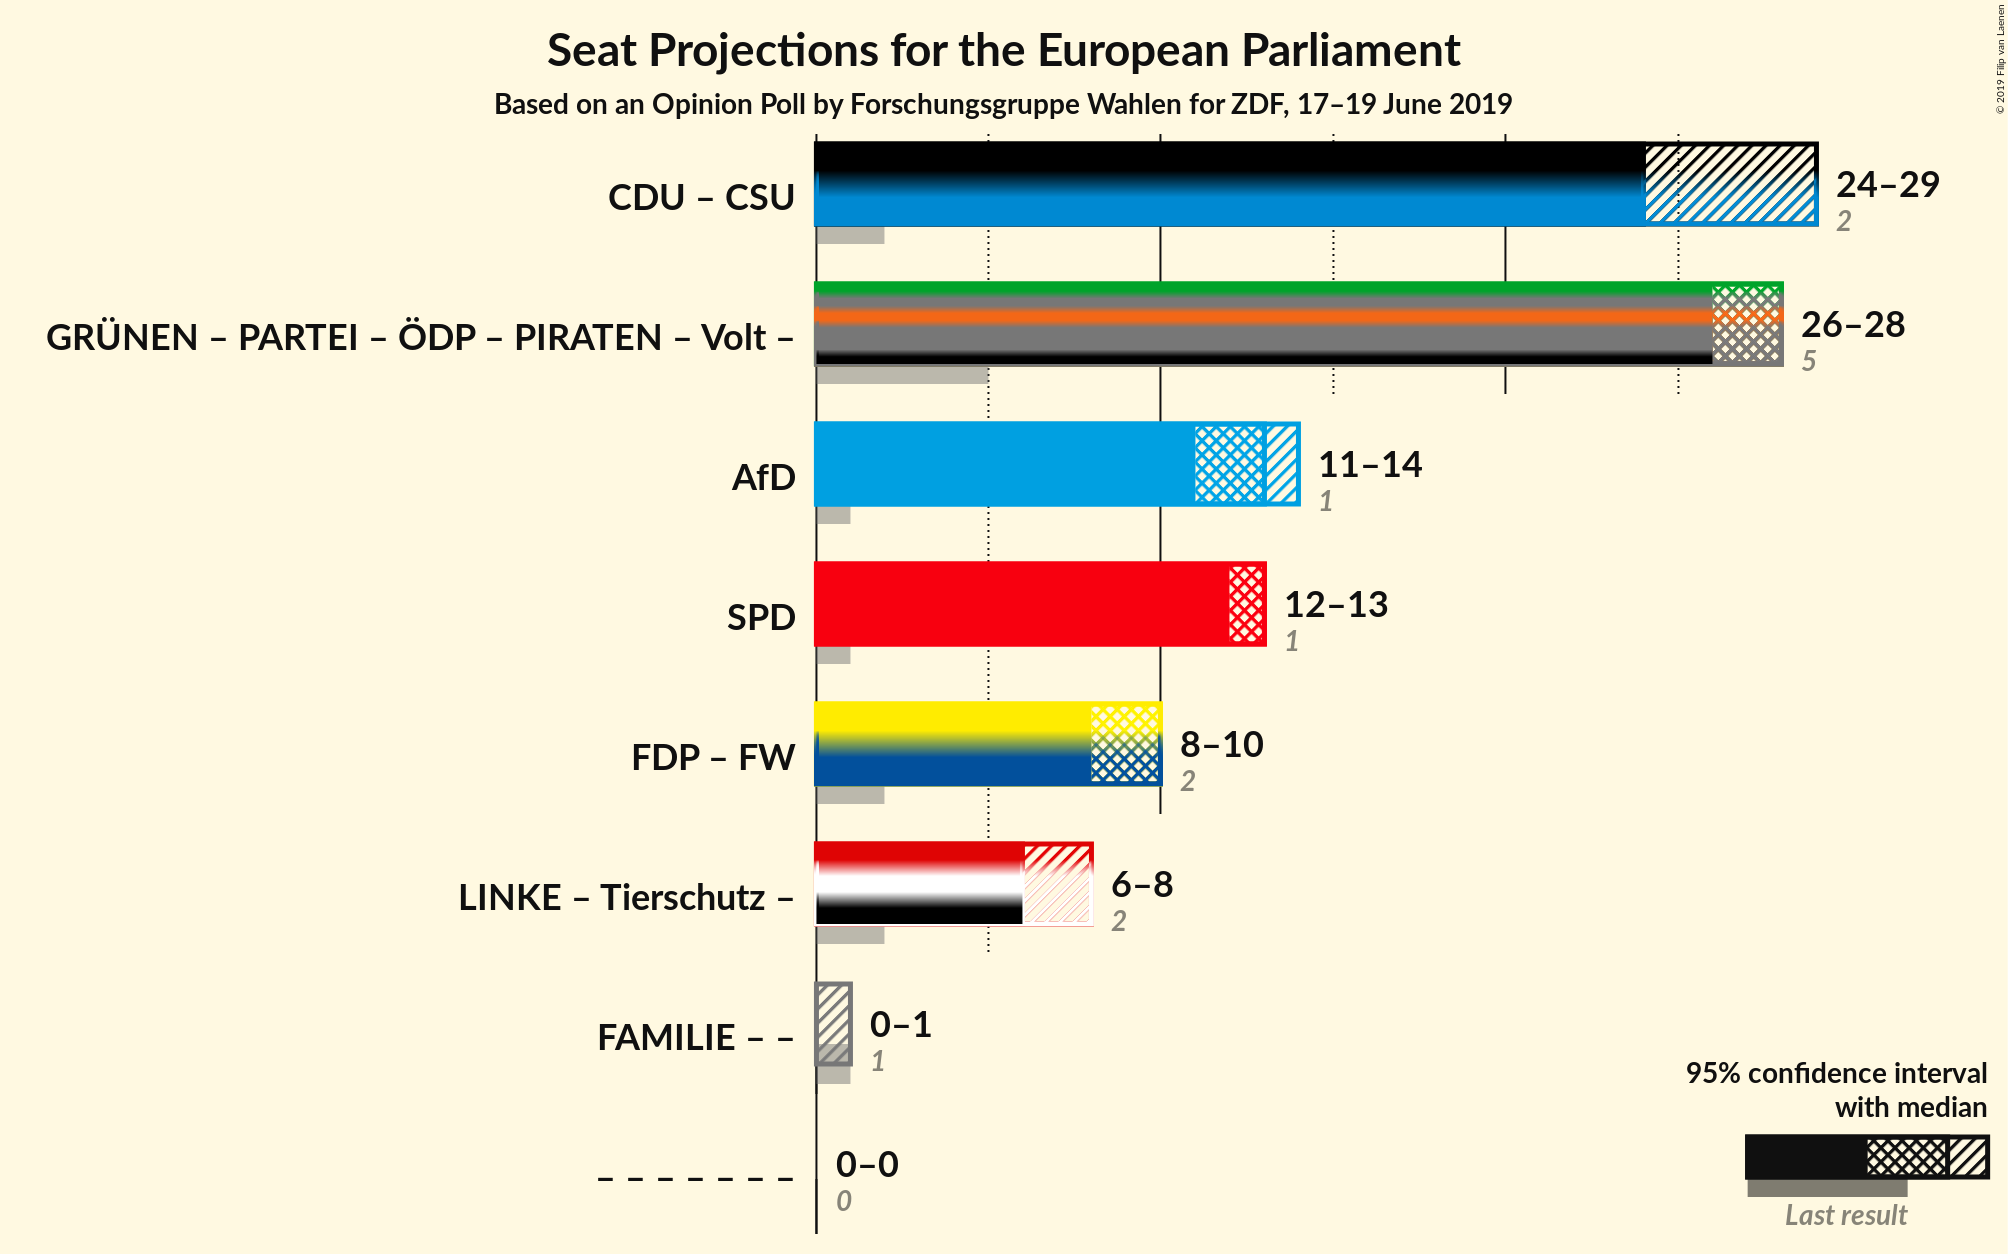 Seat Projections for the European Parliament
Based on an Opinion Poll by Forschungsgruppe Wahlen for ZDF, 17–19 June 2019
© 2019 Filip van Laenen
CDU – CSU
24–29
2
GRÜNEN – PARTEI – ÖDP – PIRATEN – Volt –
26–28
5
AfD
11–14
1
SPD
12–13
1
FDP – FW
8–10
2
LINKE – Tierschutz –
6–8
2
FAMILIE – –
0–1
1
– – – – – – –
0–0
0
95% confidence interval
with median
Last result